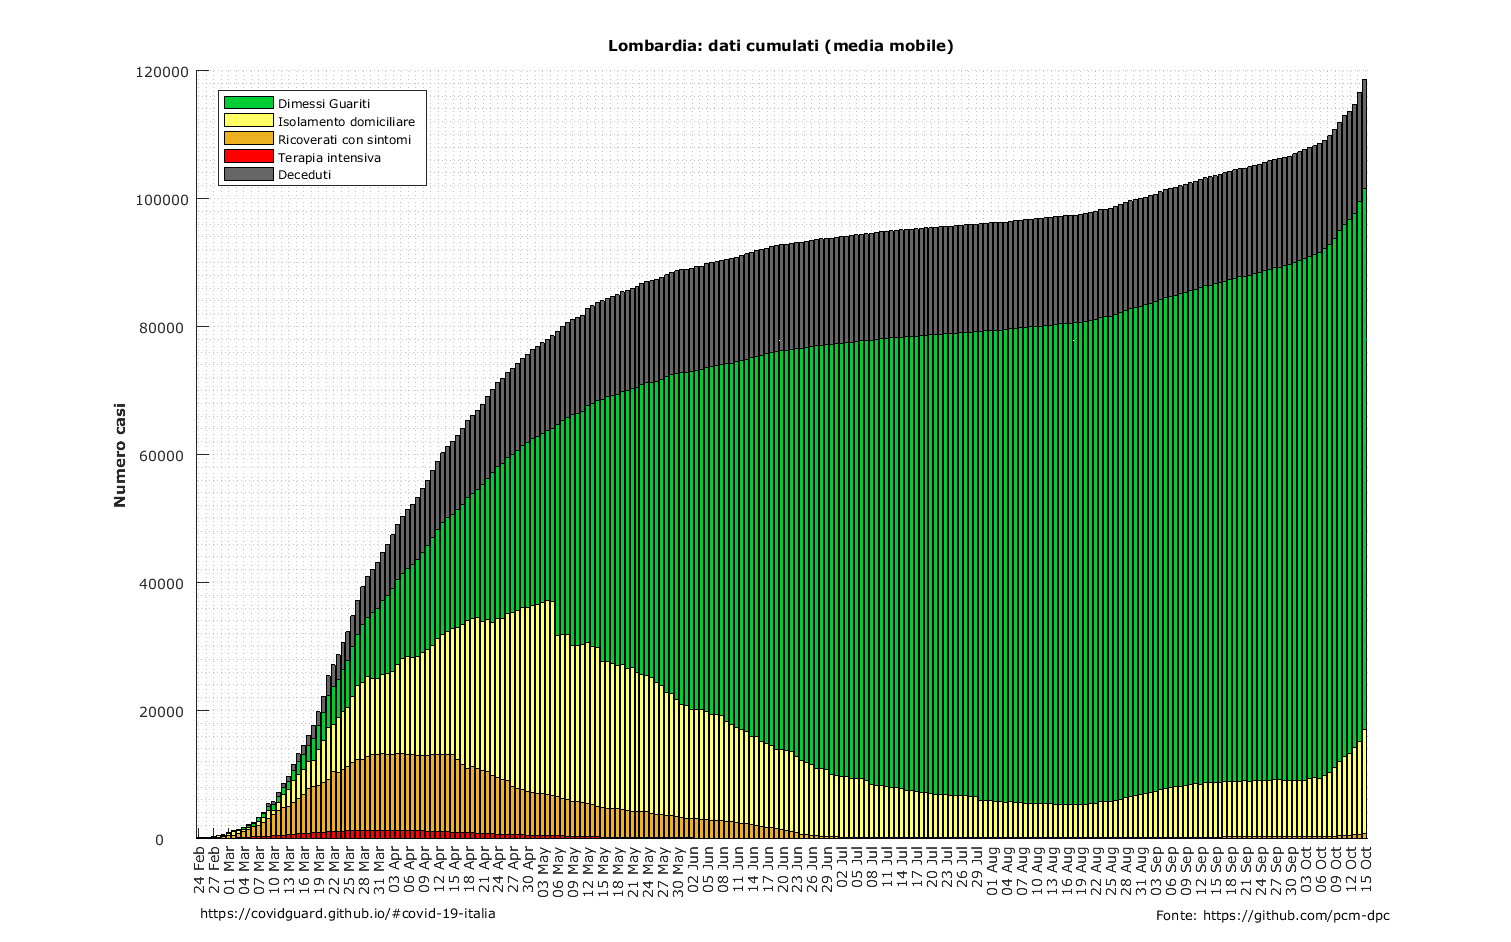 Lombardia: dati cumulati (media mobile)
120000
100000
80000
60000
40000
20000
0
Numero casi
Dimessi Guariti
Isolamento domiciliare
Ricoverati con sintomi
Terapia intensiva
Deceduti
24 Feb
27 Feb
01 Mar
04 Mar
07 Mar
10 Mar
13 Mar
16 Mar
19 Mar
22 Mar
25 Mar
28 Mar
31 Mar
03 Apr
06 Apr
09 Apr
12 Apr
15 Apr
18 Apr
21 Apr
24 Apr
27 Apr
30 Apr
03 May
06 May
09 May
12 May
15 May
18 May
21 May
24 May
27 May
30 May
02 Jun
05 Jun
08 Jun
11 Jun
14 Jun
17 Jun
20 Jun
23 Jun
26 Jun
29 Jun
02 Jul
05 Jul
08 Jul
11 Jul
14 Jul
17 Jul
20 Jul
23 Jul
26 Jul
29 Jul
01 Aug
04 Aug
07 Aug
10 Aug
13 Aug
16 Aug
19 Aug
22 Aug
25 Aug
28 Aug
31 Aug
03 Sep
06 Sep
09 Sep
12 Sep
15 Sep
18 Sep
21 Sep
24 Sep
27 Sep
30 Sep
03 Oct
06 Oct
09 Oct
12 Oct
15 Oct
https://covidguard.github.io/#covid-19-italia
Fonte: https://github.com/pcm-dpc